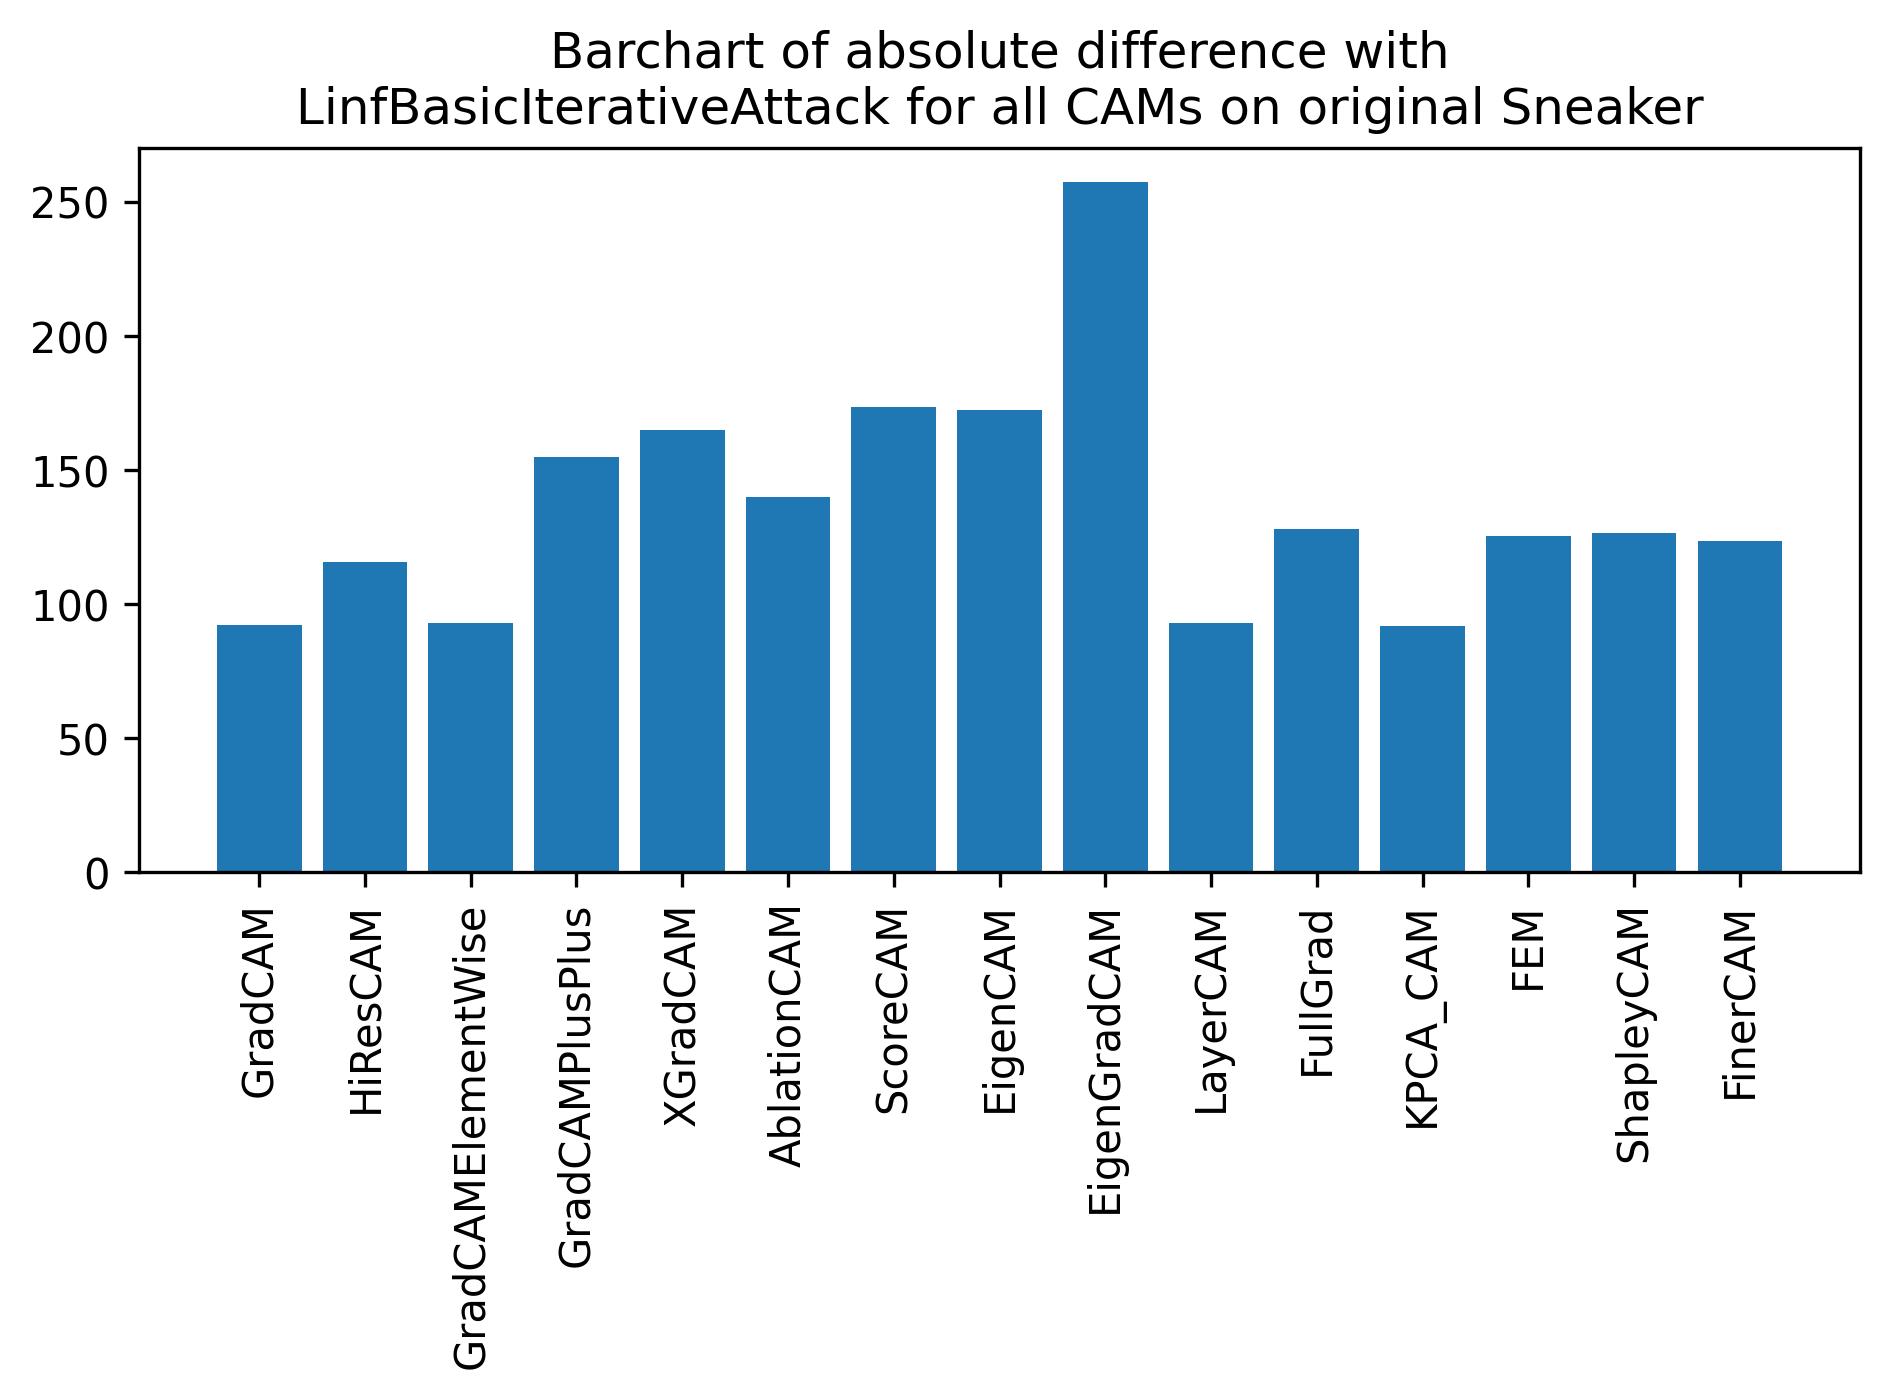 Barchart of absolute difference with
LinfBasicIterativeAttack for all CAMs on original Sneaker
250
200
150
100
50
0
GradCAM
HiResCAM
GradCAMElementWise
GradCAMPlusPlus
XGradCAM
AblationCAM
ScoreCAM
EigenCAM
EigenGradCAM
LayerCAM
FullGrad
KPCA_CAM
FEM
ShapleyCAM
FinerCAM